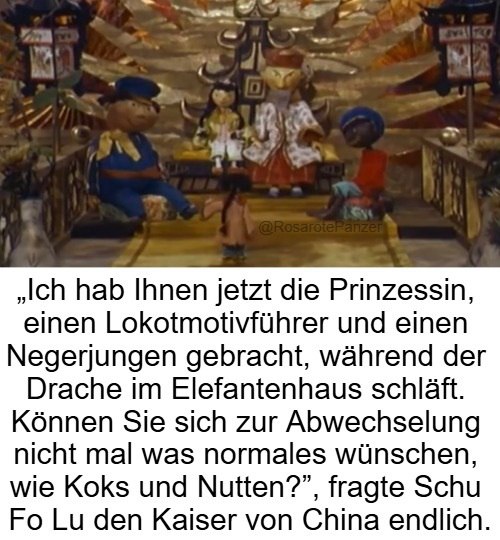 @RosarotePanzer
„Ich hab Ihnen jetzt die Prinzessin,
einen Lokotmotivführer und einen
Negerjungen gebracht, während der
Drache im Elefantenhaus schläft.
Können Sie sich zur Abwechselung
nicht mal was normales wünschen,
wie Koks und Nutten?”, fragte Schu
Fo Lu den Kaiser von China endlich.